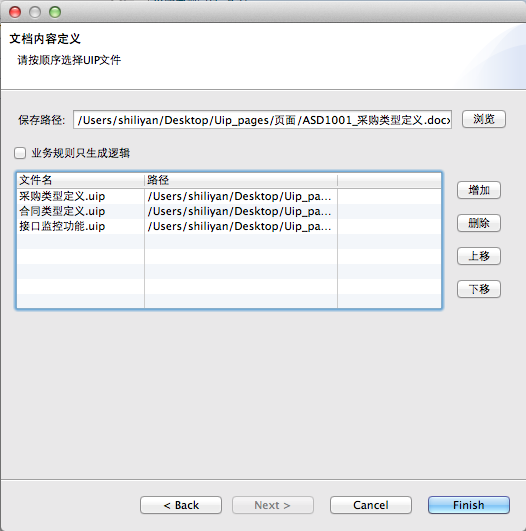 文档内容定义
请按顺序选择UIP文件
保存路径: /Users/shiliyan/Desktop/Uip_pages/页面/ASD1001_采购类型定义.docx 浏览
业务规则只生成逻辑
文件名 路径
采购类型定义.uip /Users/shiliyan/Desktop/Uip_pa...
合同类型定义.uip /Users/shiliyan/Desktop/Uip_pa...
接口监控功能.uip /Users/shiliyan/Desktop/Uip_pa...
增加
删除
上移
下移
< Back Next > Cancel Finish